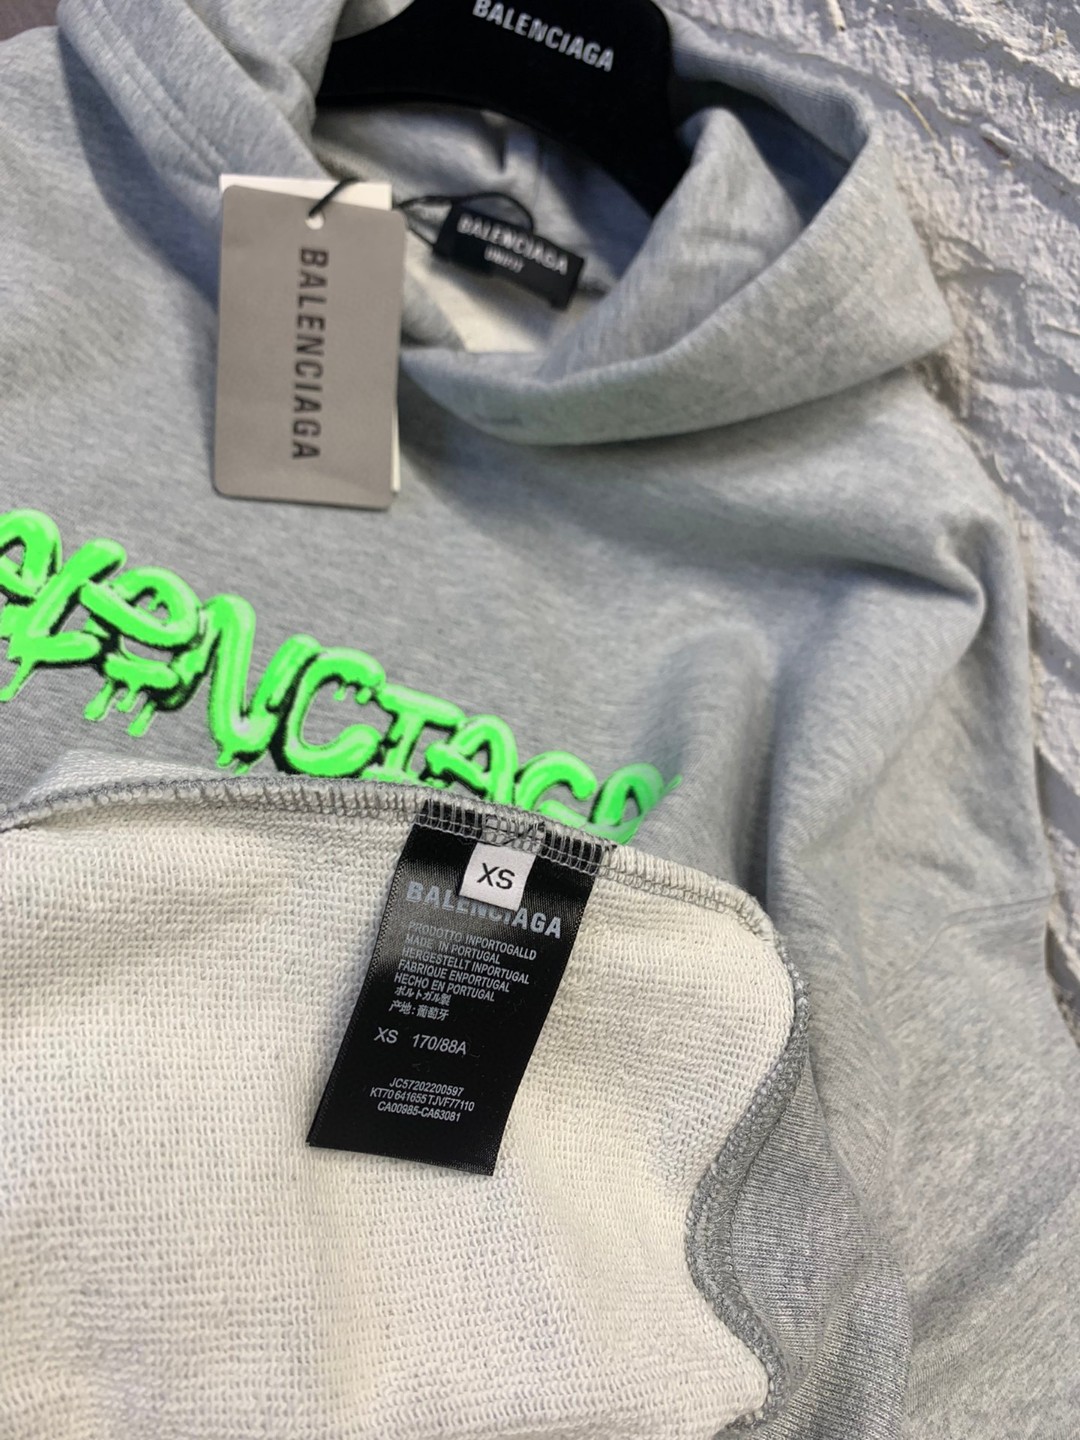 BALENCIAGA
BALENCIAGA
BALENCIAGA
BALENCIAGA
XS
BALENCIAGA
PRODOTTO INPORTOGALLD
MADE IN PORTUGAL
HERGESTELLT INPORTUGAL
FABRIQUE ENPORTUGAL
HECHO EN PORTUGAL
ポルトガル製
产地:葡萄牙
XS 170/88A
JC57202200597
KT70 641655 TJVF77110
CA00985-CA63081